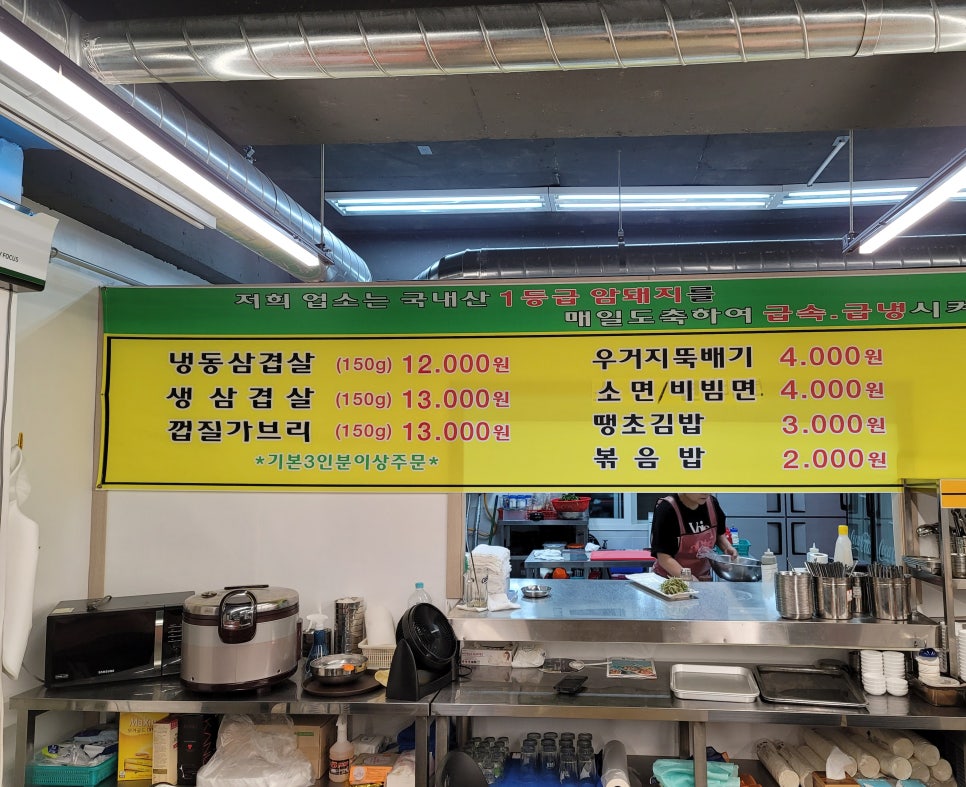 저희 업소는 국내산 1등급 암돼지를
매일도축하여 급속.급냉시켜
냉동삼겹살 (150g) 12.000원
생 삼 겹 살 (150g) 13.000원
껍질가브리 (150g) 13.000원
*기본3인분이상주문*
우거지뚝배기 4.000원
소 면/비 빔 면 4.000원
땡초김밥 3.000원
볶 음 밥 2.000원
FOCUS
SAMSUNG